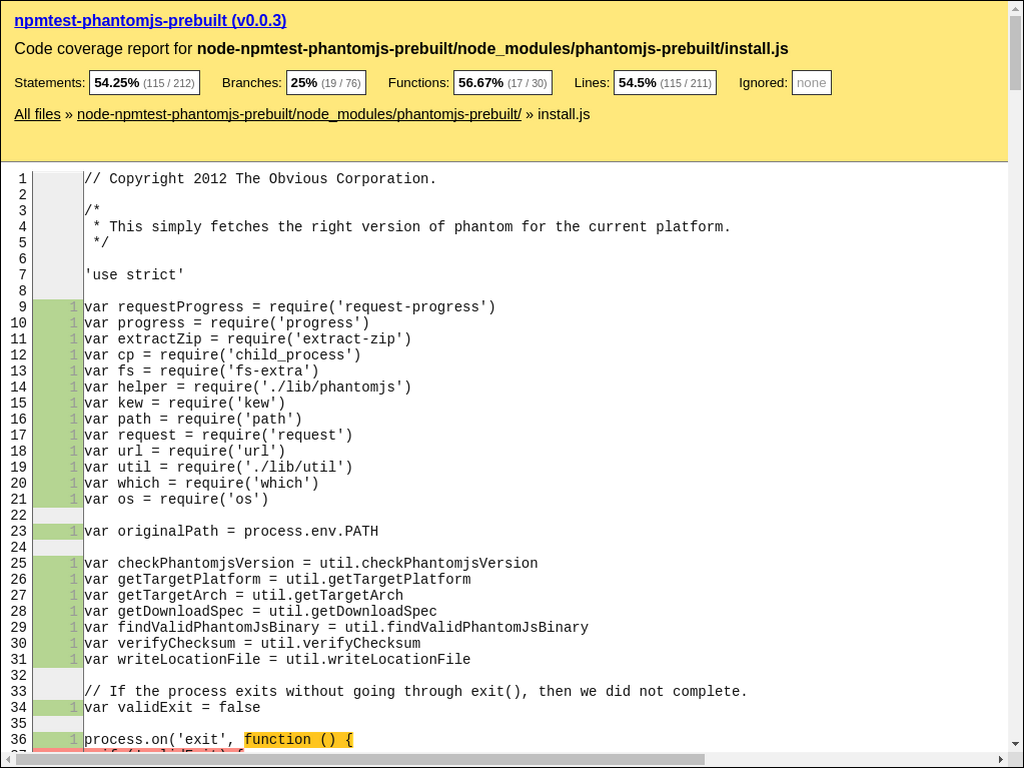 npmtest-phantomjs-prebuilt (v0.0.3)
Code coverage report for node-npmtest-phantomjs-prebuilt/node_modules/phantomjs-prebuilt/install.js
Statements: 54.25% (115 / 212) Branches: 25% (19 / 76) Functions: 56.67% (17 / 30) Lines: 54.5% (115 / 211) Ignored: none
All files » node-npmtest-phantomjs-prebuilt/node_modules/phantomjs-prebuilt/ » install.js
1 // Copyright 2012 The Obvious Corporation.
2
3 /*
4  * This simply fetches the right version of phantom for the current platform.
5  */
6
7 'use strict'
8
9 1 var requestProgress = require('request-progress')
10 1 var progress = require('progress')
11 1 var extractZip = require('extract-zip')
12 1 var cp = require('child_process')
13 1 var fs = require('fs-extra')
14 1 var helper = require('./lib/phantomjs')
15 1 var kew = require('kew')
16 1 var path = require('path')
17 1 var request = require('request')
18 1 var url = require('url')
19 1 var util = require('./lib/util')
20 1 var which = require('which')
21 1 var os = require('os')
22
23 1 var originalPath = process.env.PATH
24
25 1 var checkPhantomjsVersion = util.checkPhantomjsVersion
26 1 var getTargetPlatform = util.getTargetPlatform
27 1 var getTargetArch = util.getTargetArch
28 1 var getDownloadSpec = util.getDownloadSpec
29 1 var findValidPhantomJsBinary = util.findValidPhantomJsBinary
30 1 var verifyChecksum = util.verifyChecksum
31 1 var writeLocationFile = util.writeLocationFile
32
33 // If the process exits without going through exit(), then we did not complete.
34 1 var validExit = false
35
36 1 process.on('exit', function () {